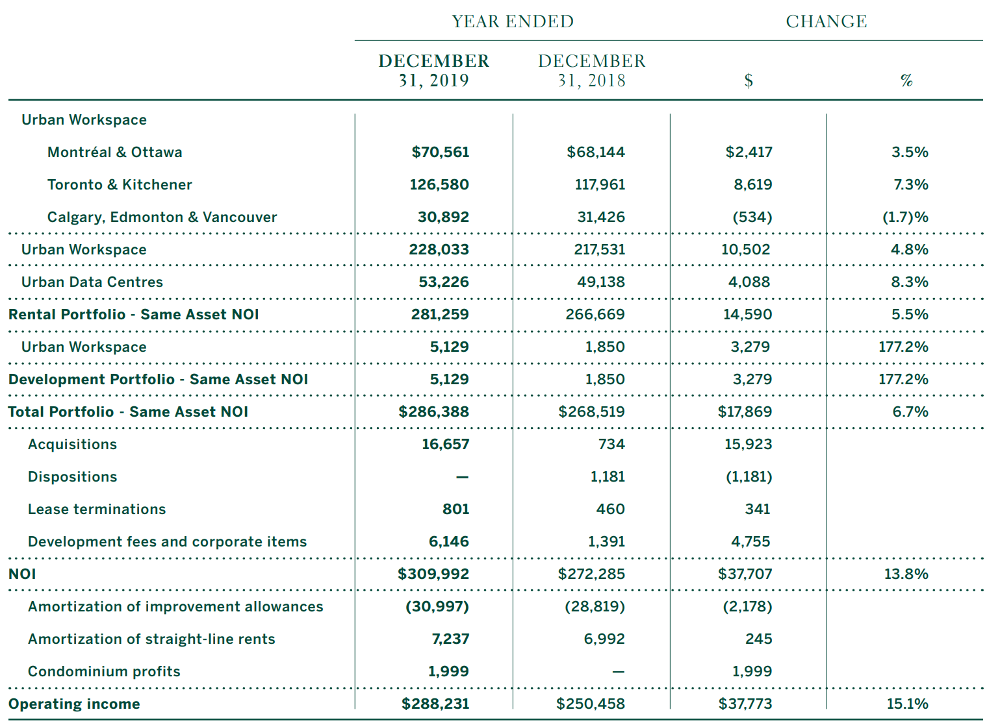 YEAR ENDED CHANGE
DECEMBER 31, 2019 DECEMBER 31, 2018 $ %
Urban Workspace
Montréal & Ottawa $70,561 $68,144 $2,417 3.5%
Toronto & Kitchener 126,580 117,961 8,619 7.3%
Calgary, Edmonton & Vancouver 30,892 31,426 (534) (1.7)%
Urban Workspace 228,033 217,531 10,502 4.8%
Urban Data Centres 53,226 49,138 4,088 8.3%
Rental Portfolio - Same Asset NOI 281,259 266,669 14,590 5.5%
Urban Workspace 5,129 1,850 3,279 177.2%
Development Portfolio - Same Asset NOI 5,129 1,850 3,279 177.2%
Total Portfolio - Same Asset NOI $286,388 $268,519 $17,869 6.7%
Acquisitions 16,657 734 15,923
Dispositions — 1,181 (1,181)
Lease terminations 801 460 341
Development fees and corporate items 6,146 1,391 4,755
NOI $309,992 $272,285 $37,707 13.8%
Amortization of improvement allowances (30,997) (28,819) (2,178)
Amortization of straight-line rents 7,237 6,992 245
Condominium profits 1,999 — 1,999
Operating income $288,231 $250,458 $37,773 15.1%